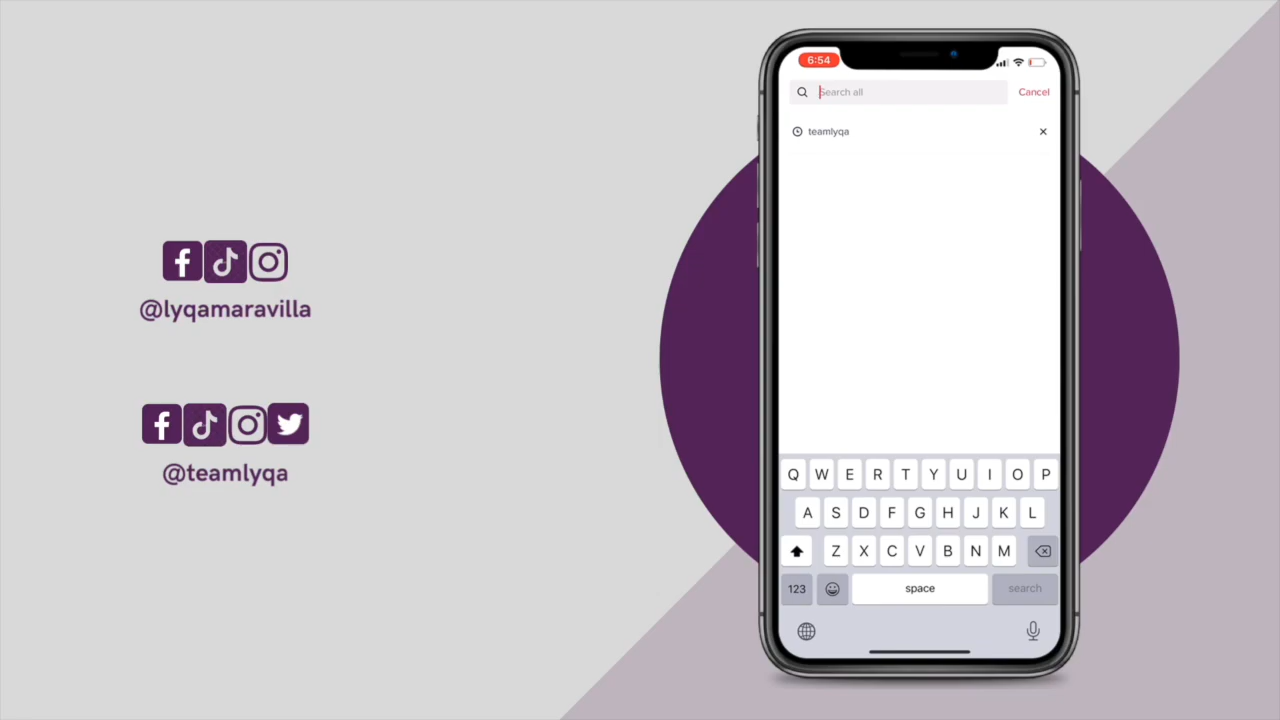 @lyqamaravilla
@teamlyqa
6:54
Search all
Cancel
teamlyqa
Q W E R T Y U I O P
A S D F G H J K L
Z X C V B N M
123
space
search